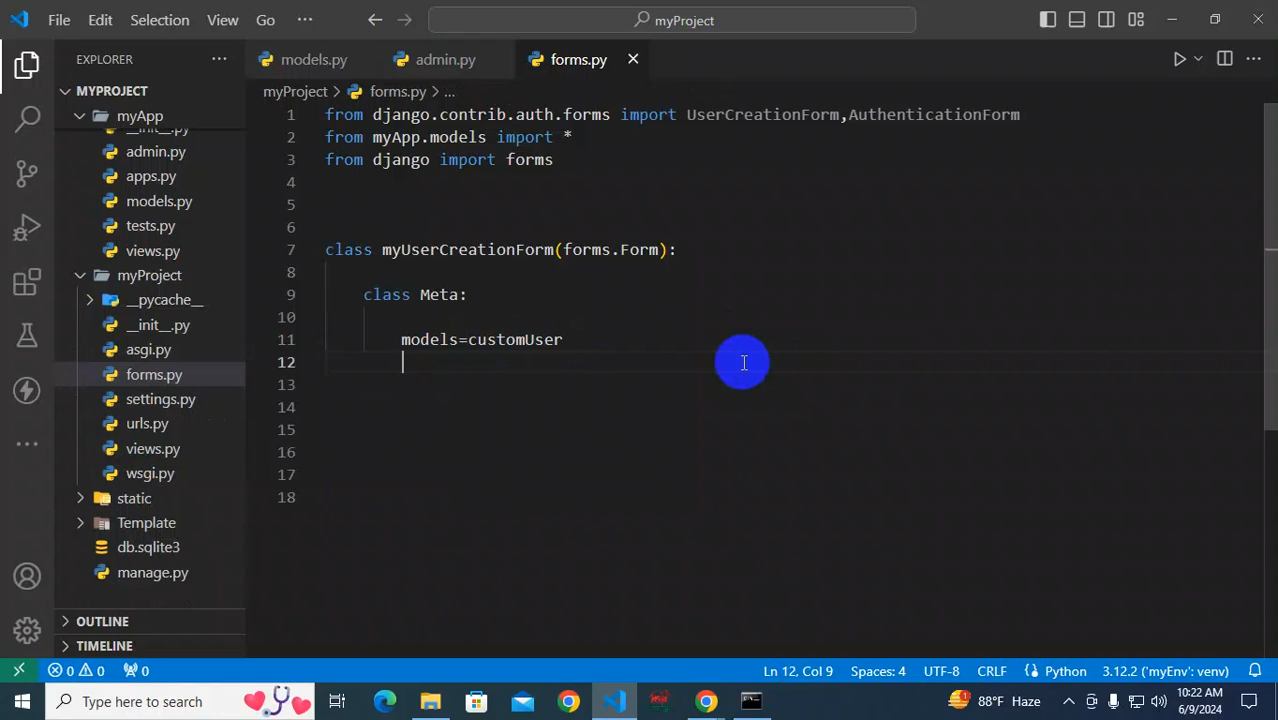 File Edit Selection View Go ··· myProject
EXPLORER ···
models.py admin.py forms.py
MYPROJECT
myProject > forms.py > ...
myApp
__init__.py
admin.py
apps.py
models.py
tests.py
views.py
myProject
__pycache__
__init__.py
asgi.py
forms.py
settings.py
urls.py
views.py
wsgi.py
static
Template
db.sqlite3
manage.py
OUTLINE
TIMELINE
1 from django.contrib.auth.forms import UserCreationForm,AuthenticationForm
2 from myApp.models import *
3 from django import forms
4
5
6
7 class myUserCreationForm(forms.Form):
8
9 class Meta:
10
11 models=customUser
12
13
14
15
16
17
18
0 0 0 Ln 12, Col 9 Spaces: 4 UTF-8 CRLF Python 3.12.2 ('myEnv': venv)
Type here to search 1 88°F Haze 10:22 AM
6/9/2024